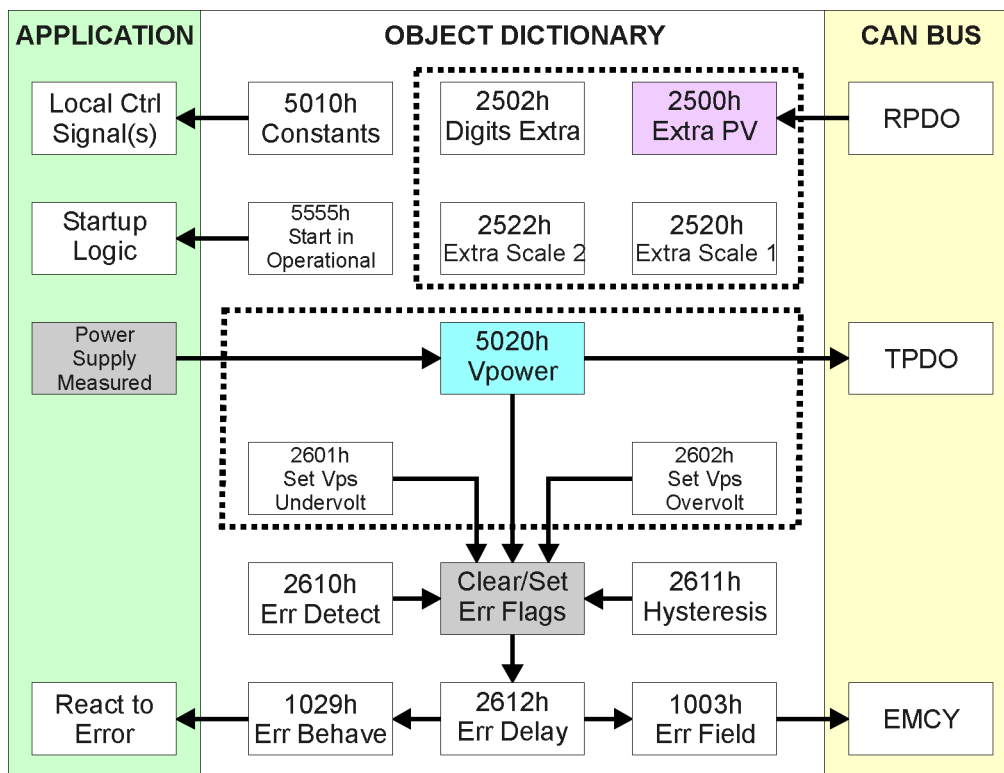 APPLICATION
OBJECT DICTIONARY
CAN BUS
Local Ctrl
Signal(s)
5010h
Constants
2502h
Digits Extra
2500h
Extra PV
RPDO
Startup
Logic
5555h
Start in
Operational
2522h
Extra Scale 2
2520h
Extra Scale 1
Power
Supply
Measured
5020h
Vpower
TPDO
2601h
Set Vps
Undervolt
2602h
Set Vps
Overvolt
2610h
Err Detect
Clear/Set
Err Flags
2611h
Hysteresis
React to
Error
1029h
Err Behave
2612h
Err Delay
1003h
Err Field
EMCY